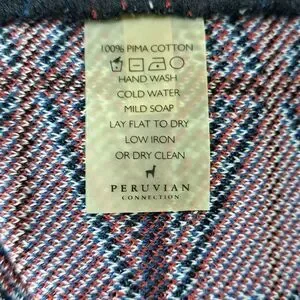 100% PIMA COTTON
HAND WASH
COLD WATER
MILD SOAP
LAY FLAT TO DRY
LOW IRON
OR DRY CLEAN
PERUVIAN
CONNECTION